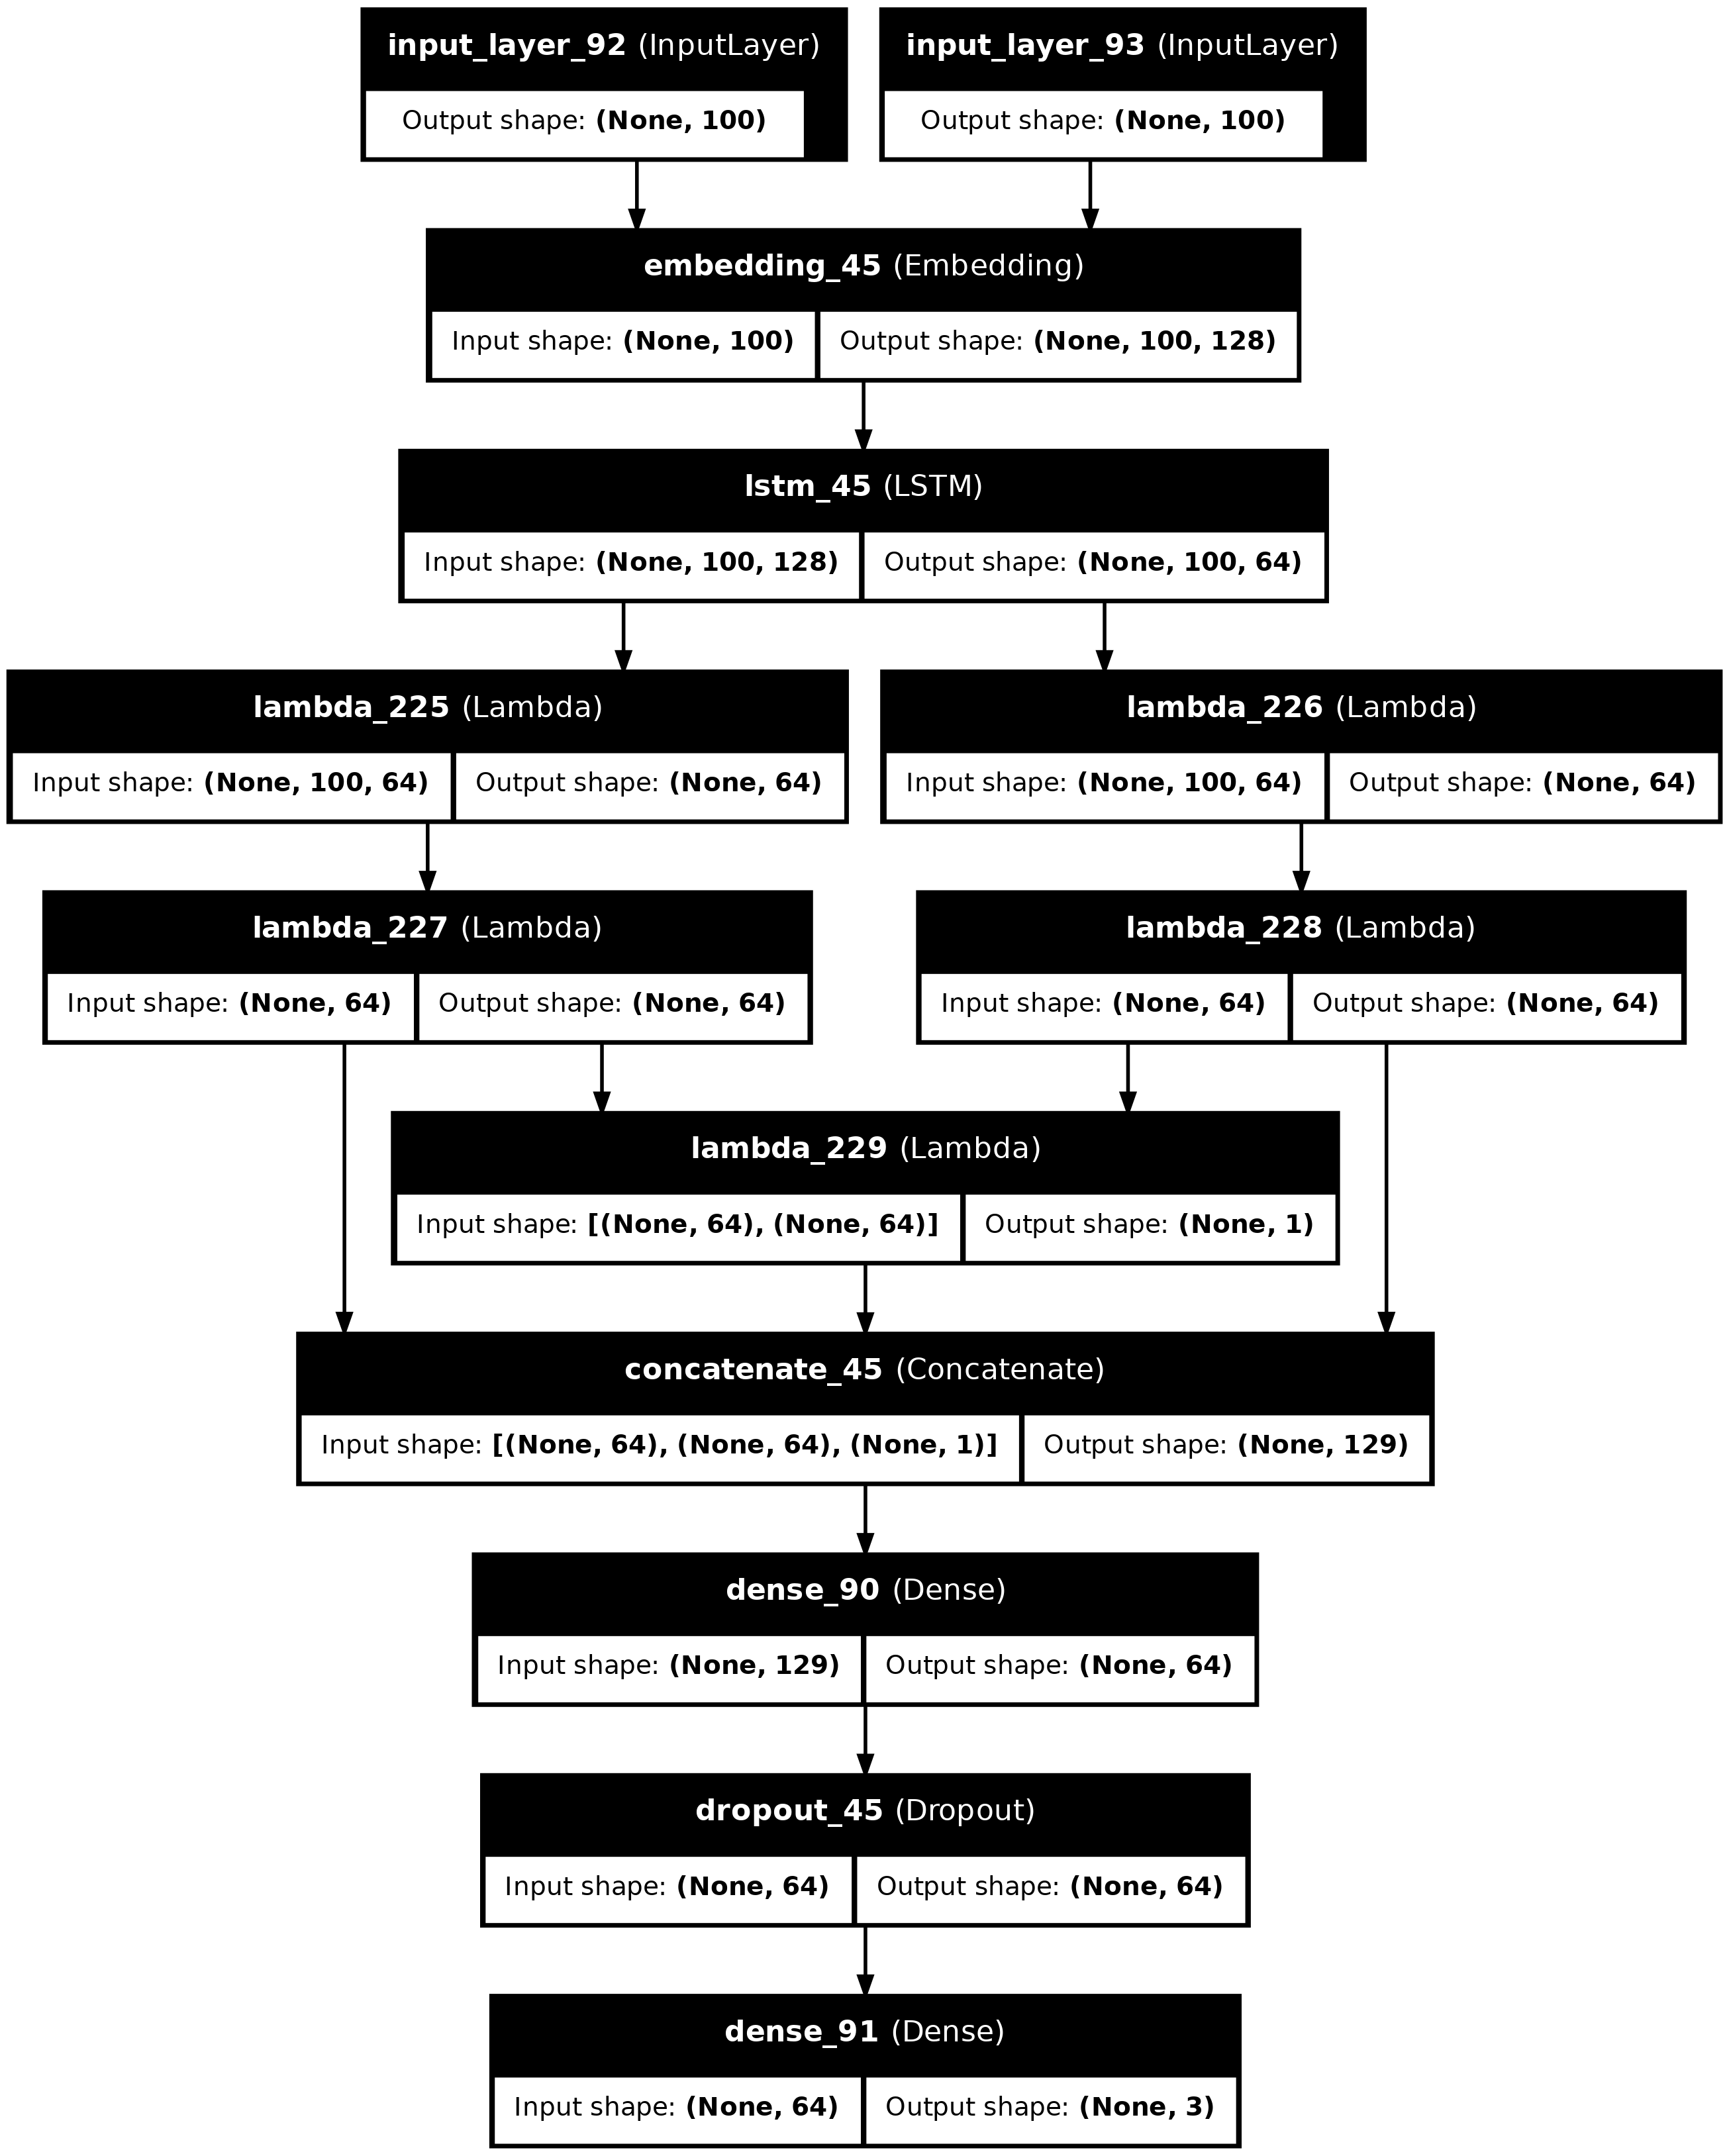 input_layer_92 (InputLayer)
Output shape: (None, 100)
input_layer_93 (InputLayer)
Output shape: (None, 100)
embedding_45 (Embedding)
Input shape: (None, 100)
Output shape: (None, 100, 128)
lstm_45 (LSTM)
Input shape: (None, 100, 128)
Output shape: (None, 100, 64)
lambda_225 (Lambda)
Input shape: (None, 100, 64)
Output shape: (None, 64)
lambda_226 (Lambda)
Input shape: (None, 100, 64)
Output shape: (None, 64)
lambda_227 (Lambda)
Input shape: (None, 64)
Output shape: (None, 64)
lambda_228 (Lambda)
Input shape: (None, 64)
Output shape: (None, 64)
lambda_229 (Lambda)
Input shape: [(None, 64), (None, 64)]
Output shape: (None, 1)
concatenate_45 (Concatenate)
Input shape: [(None, 64), (None, 64), (None, 1)]
Output shape: (None, 129)
dense_90 (Dense)
Input shape: (None, 129)
Output shape: (None, 64)
dropout_45 (Dropout)
Input shape: (None, 64)
Output shape: (None, 64)
dense_91 (Dense)
Input shape: (None, 64)
Output shape: (None, 3)